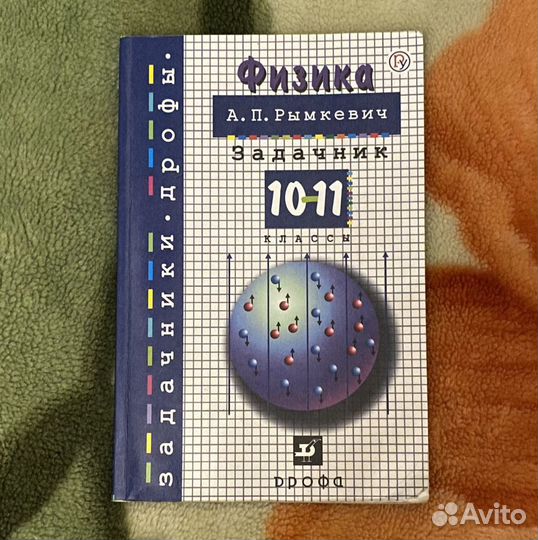 задачники.дрофы.
Физика
А.П.Рымкевич
Задачник
10-11
классы
дрофа
Avito